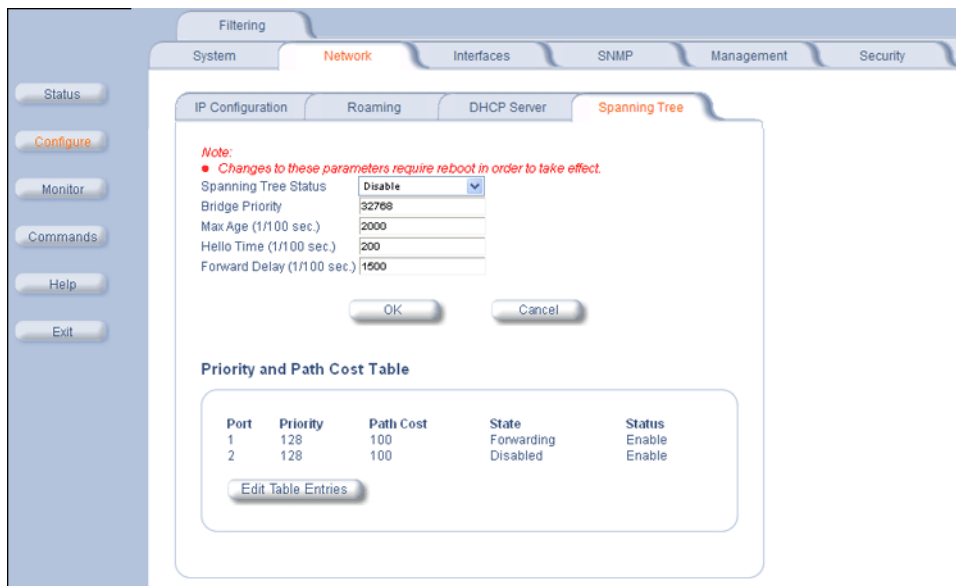 Filtering
System Network Interfaces SNMP Management Security
Status
Configure
Monitor
Commands
Help
Exit
IP Configuration Roaming DHCP Server Spanning Tree
Note:
● Changes to these parameters require reboot in order to take effect.
Spanning Tree Status Disable
Bridge Priority 32768
Max Age (1/100 sec.) 2000
Hello Time (1/100 sec.) 200
Forward Delay (1/100 sec.) 1500
OK Cancel
Priority and Path Cost Table
Port Priority Path Cost State Status
1 128 100 Forwarding Enable
2 128 100 Disabled Enable
Edit Table Entries